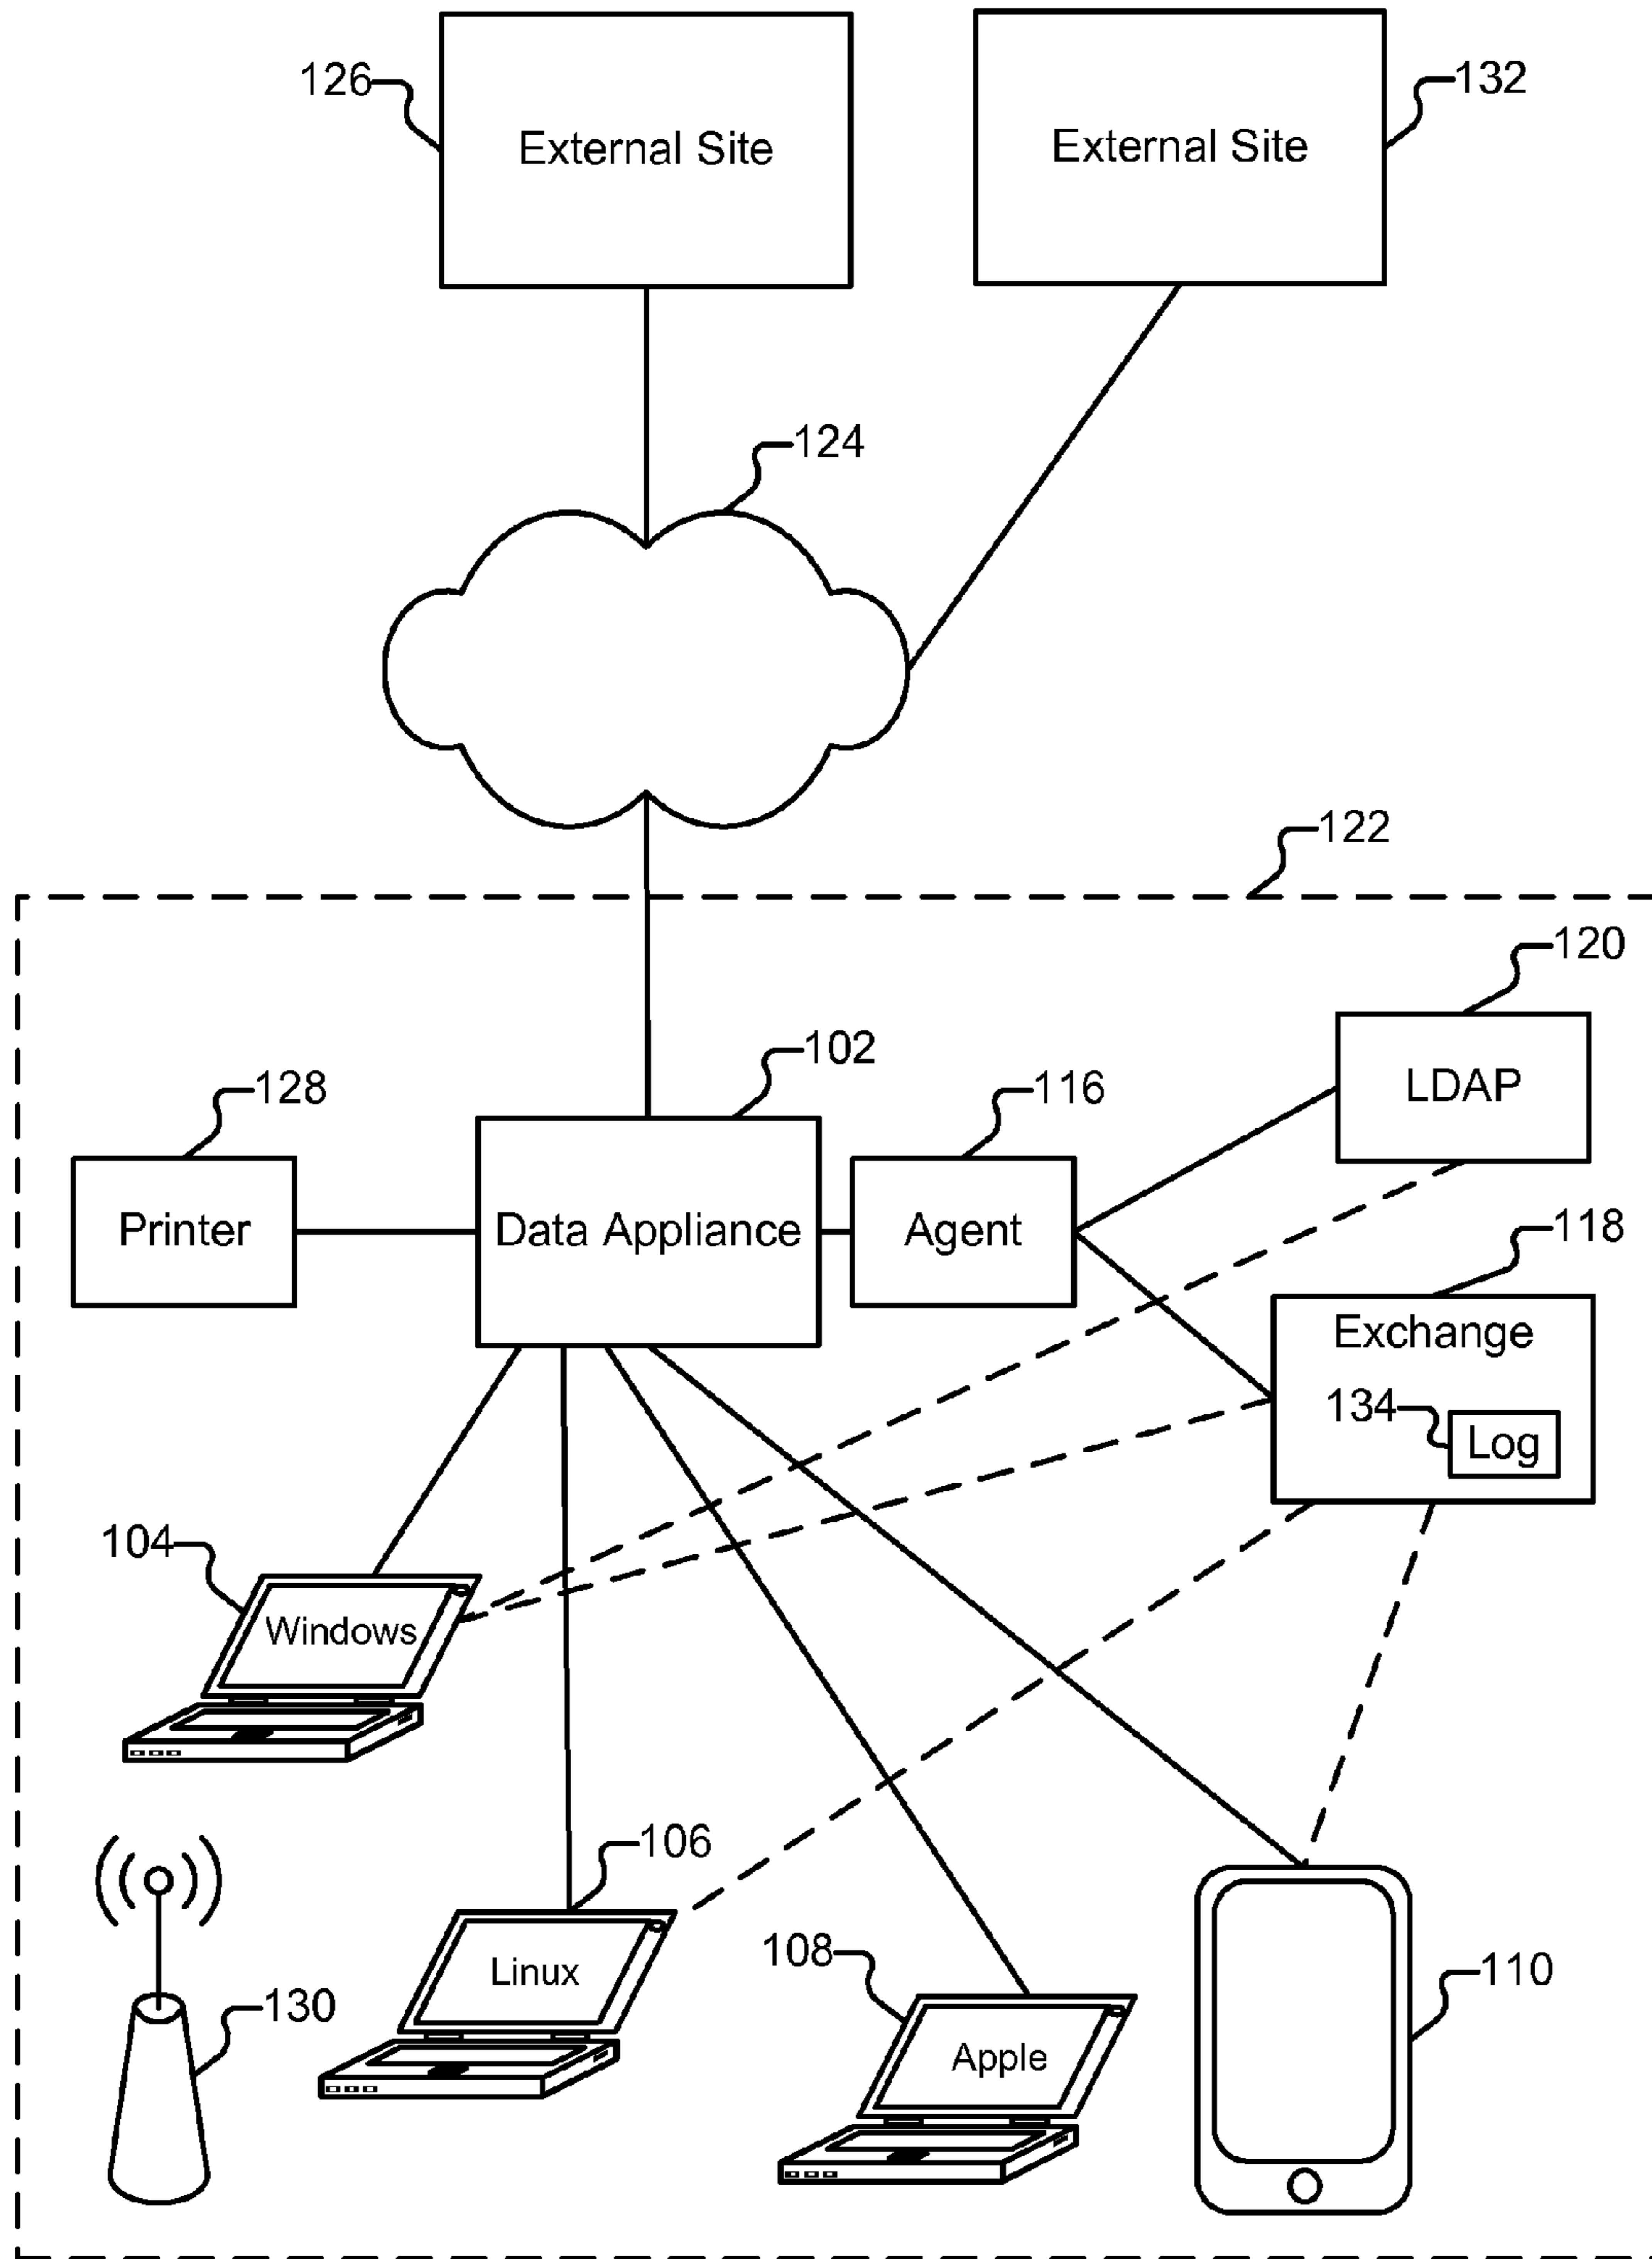 126
External Site
132
External Site
124
122
120
LDAP
102
116
128
Printer
Data Appliance
Agent
118
Exchange
134
Log
104
Windows
106
Linux
108
Apple
110
130